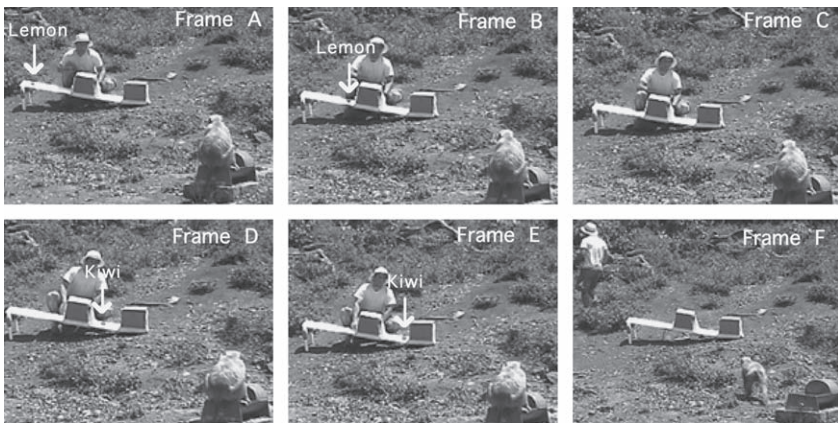 Frame A
Lemon
Frame B
Lemon
Frame C
Frame D
Kiwi
Frame E
Kiwi
Frame F